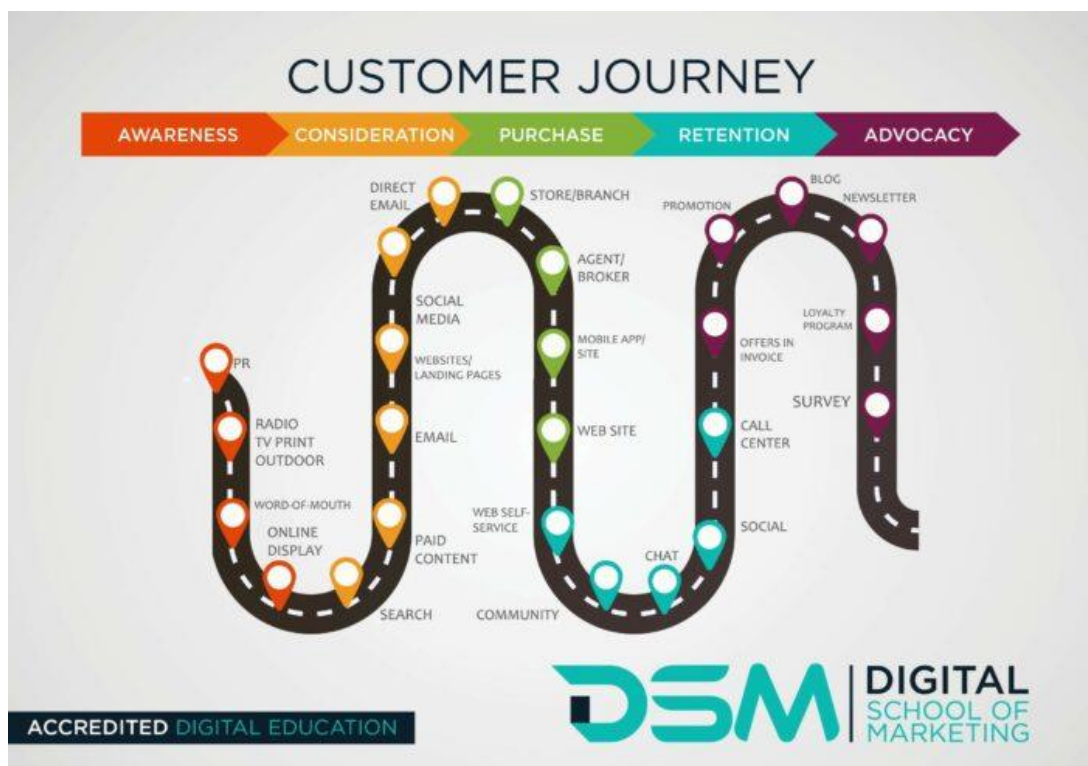 CUSTOMER JOURNEY
AWARENESS
CONSIDERATION
PURCHASE
RETENTION
ADVOCACY
PR
RADIO
TV PRINT
OUTDOOR
WORD-OF-MOUTH
ONLINE
DISPLAY
SEARCH
PAID
CONTENT
EMAIL
WEBSITES/
LANDING PAGES
SOCIAL
MEDIA
DIRECT
EMAIL
STORE/BRANCH
AGENT/
BROKER
MOBILE APP/
SITE
WEB SITE
WEB SELF-
SERVICE
COMMUNITY
CHAT
SOCIAL
CALL
CENTER
OFFERS IN
INVOICE
PROMOTION
BLOG
NEWSLETTER
LOYALTY
PROGRAM
SURVEY
ACCREDITED DIGITAL EDUCATION
DSM
DIGITAL
SCHOOL OF
MARKETING